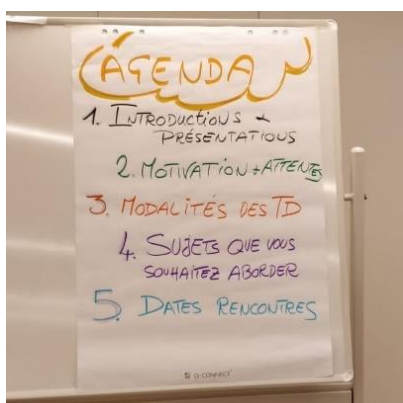 AGENDA
1. INTRODUCTIONS +
PRÉSENTATIONS
2. MOTIVATION + ATTENTES
3. MODALITÉS DES TD
4. SUJETS QUE VOUS
SOUHAITEZ ABORDER
5. DATES RENCONTRES
Q-CONNECT